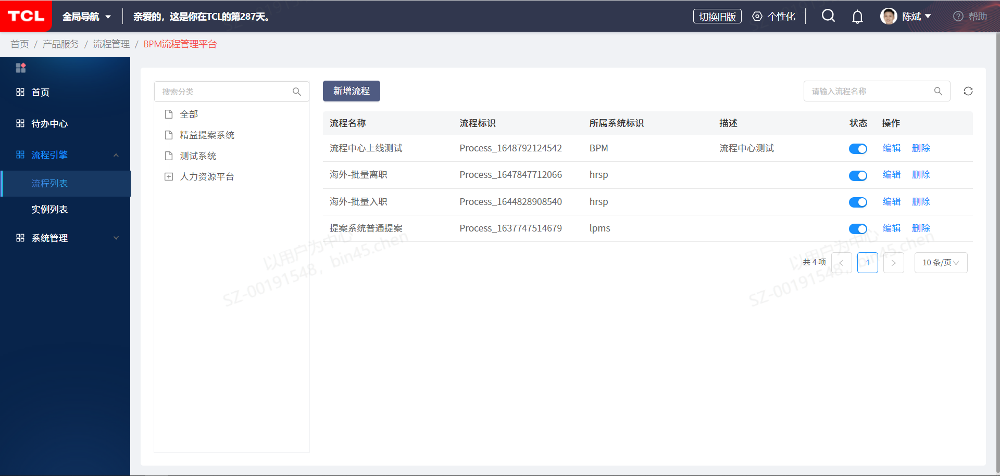 TCL 全局导航 亲爱的，这是你在TCL的第287天。 切换旧版 个性化 陈斌 帮助
首页 / 产品服务 / 流程管理 / BPM流程管理平台
首页
待办中心
流程引擎
流程列表
实例列表
系统管理
搜索分类
全部
精益提案系统
测试系统
人力资源平台
新增流程 请输入流程名称
流程名称 流程标识 所属系统标识 描述 状态 操作
流程中心上线测试 Process_1648792124542 BPM 流程中心测试 编辑 删除
海外-批量离职 Process_1647847712066 hrsp 编辑 删除
海外-批量入职 Process_1644828908540 hrsp 编辑 删除
提案系统普通提案 Process_1637747514679 lpms 编辑 删除
共 4 项 < 1 > 10 条/页
以用户为中心
SZ-00191548，bin45.chen
以用户为中心
SZ-00191548，bin45.chen